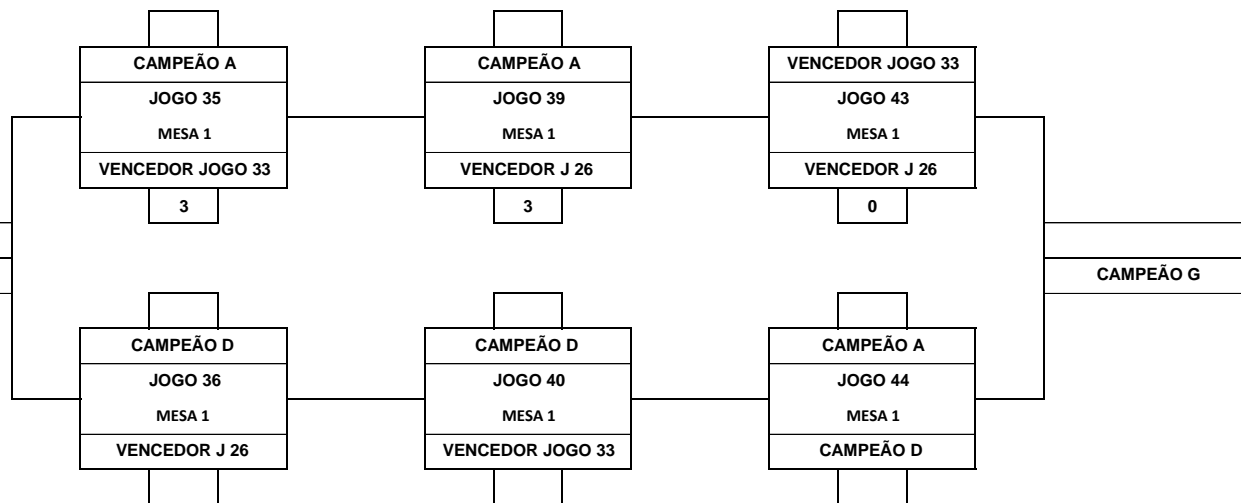 CAMPEÃO A
JOGO 35
MESA 1
VENCEDOR JOGO 33
3
CAMPEÃO A
JOGO 39
MESA 1
VENCEDOR J 26
3
VENCEDOR JOGO 33
JOGO 43
MESA 1
VENCEDOR J 26
0
CAMPEÃO G
CAMPEÃO D
JOGO 36
MESA 1
VENCEDOR J 26
CAMPEÃO D
JOGO 40
MESA 1
VENCEDOR JOGO 33
CAMPEÃO A
JOGO 44
MESA 1
CAMPEÃO D